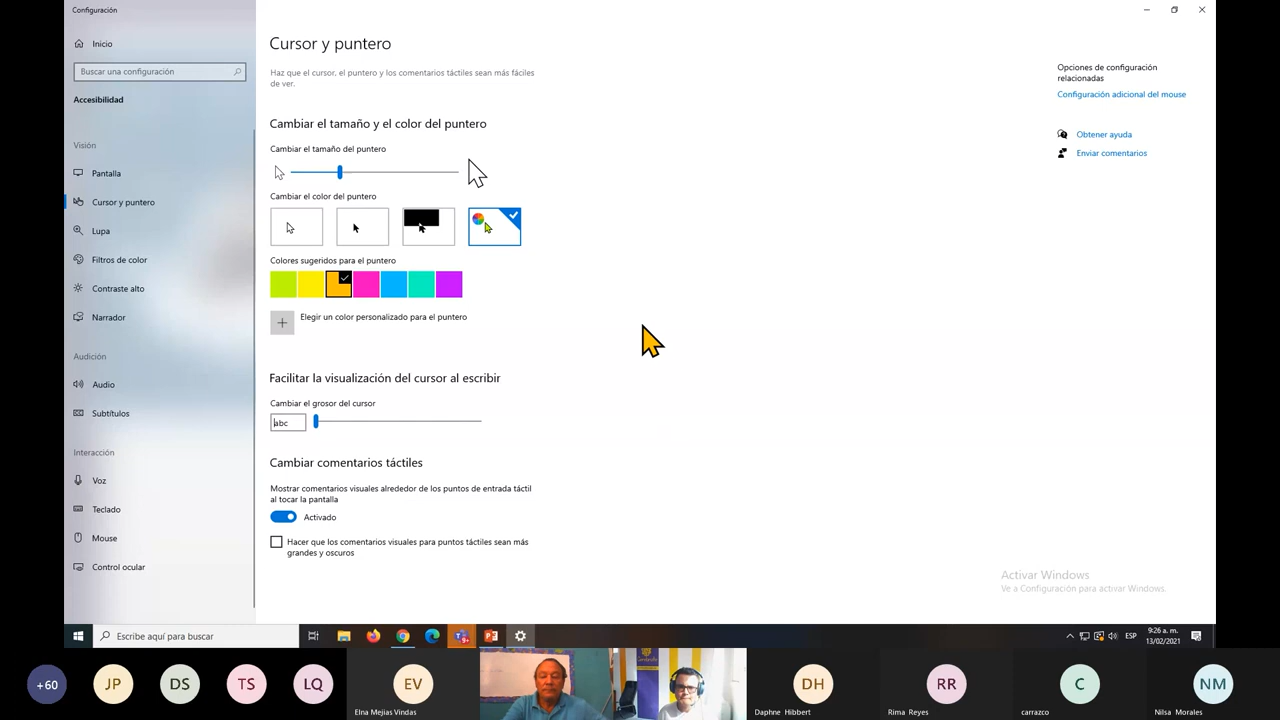 Configuración
Inicio
Buscar una configuración
Accesibilidad
Visión
Pantalla
Cursor y puntero
Lupa
Filtros de color
Contraste alto
Narrador
Audición
Audio
Subtítulos
Interacción
Voz
Teclado
Mouse
Control ocular
Cursor y puntero
Haz que el cursor, el puntero y los comentarios táctiles sean más fáciles
de ver.
Cambiar el tamaño y el color del puntero
Cambiar el tamaño del puntero
Cambiar el color del puntero
Colores sugeridos para el puntero
Elegir un color personalizado para el puntero
Facilitar la visualización del cursor al escribir
Cambiar el grosor del cursor
abc
Cambiar comentarios táctiles
Mostrar comentarios visuales alrededor de los puntos de entrada táctil
al tocar la pantalla
Activado
Hacer que los comentarios visuales para puntos táctiles sean más
grandes y oscuros
Opciones de configuración
relacionadas
Configuración adicional del mouse
Obtener ayuda
Enviar comentarios
Activar Windows
Ve a Configuración para activar Windows.
Escribe aquí para buscar
9+
ESP
9:26 a. m.
13/02/2021
+60
JP
DS
TS
LQ
EV
Elna Mejias Vindas
DH
Daphne Hibbert
RR
Rima Reyes
C
carrazco
NM
Nilsa Morales